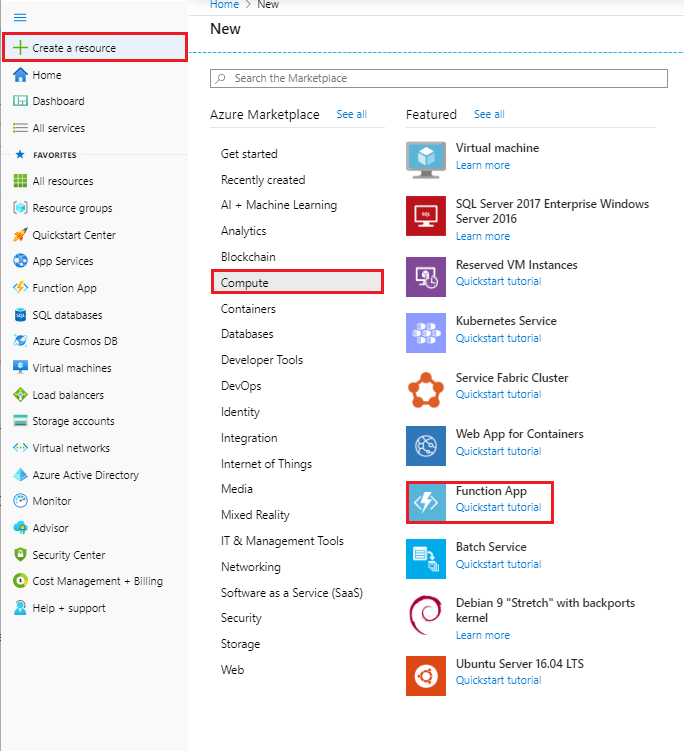 Home > New
New
Create a resource
Home
Dashboard
All services
FAVORITES
All resources
Resource groups
Quickstart Center
App Services
Function App
SQL databases
Azure Cosmos DB
Virtual machines
Load balancers
Storage accounts
Virtual networks
Azure Active Directory
Monitor
Advisor
Security Center
Cost Management + Billing
Help + support
Search the Marketplace
Azure Marketplace See all
Get started
Recently created
AI + Machine Learning
Analytics
Blockchain
Compute
Containers
Databases
Developer Tools
DevOps
Identity
Integration
Internet of Things
Media
Mixed Reality
IT & Management Tools
Networking
Software as a Service (SaaS)
Security
Storage
Web
Featured See all
Virtual machine
Learn more
SQL
SQL Server 2017 Enterprise Windows
Server 2016
Learn more
Reserved VM Instances
Quickstart tutorial
Kubernetes Service
Quickstart tutorial
Service Fabric Cluster
Quickstart tutorial
Web App for Containers
Quickstart tutorial
Function App
Quickstart tutorial
Batch Service
Quickstart tutorial
Debian 9 "Stretch" with backports
kernel
Learn more
Ubuntu Server 16.04 LTS
Quickstart tutorial